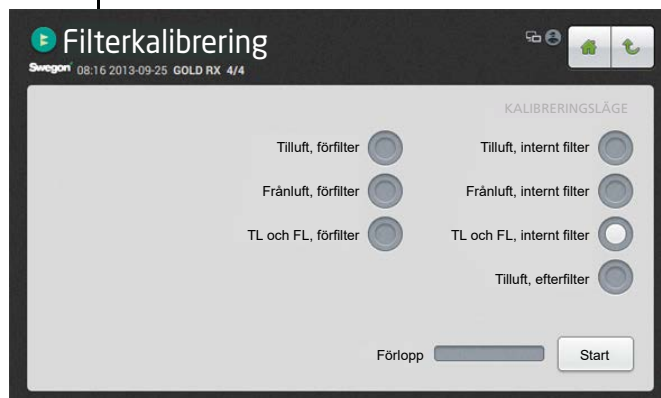 Filterkalibrering
Swegon 08:16 2013-09-25 GOLD RX 4/4
KALIBRERINGSLÄGE
Tilluft, förfilter Tilluft, internt filter
Frånluft, förfilter Frånluft, internt filter
TL och FL, förfilter TL och FL, internt filter
Tilluft, efterfilter
Förlopp Start